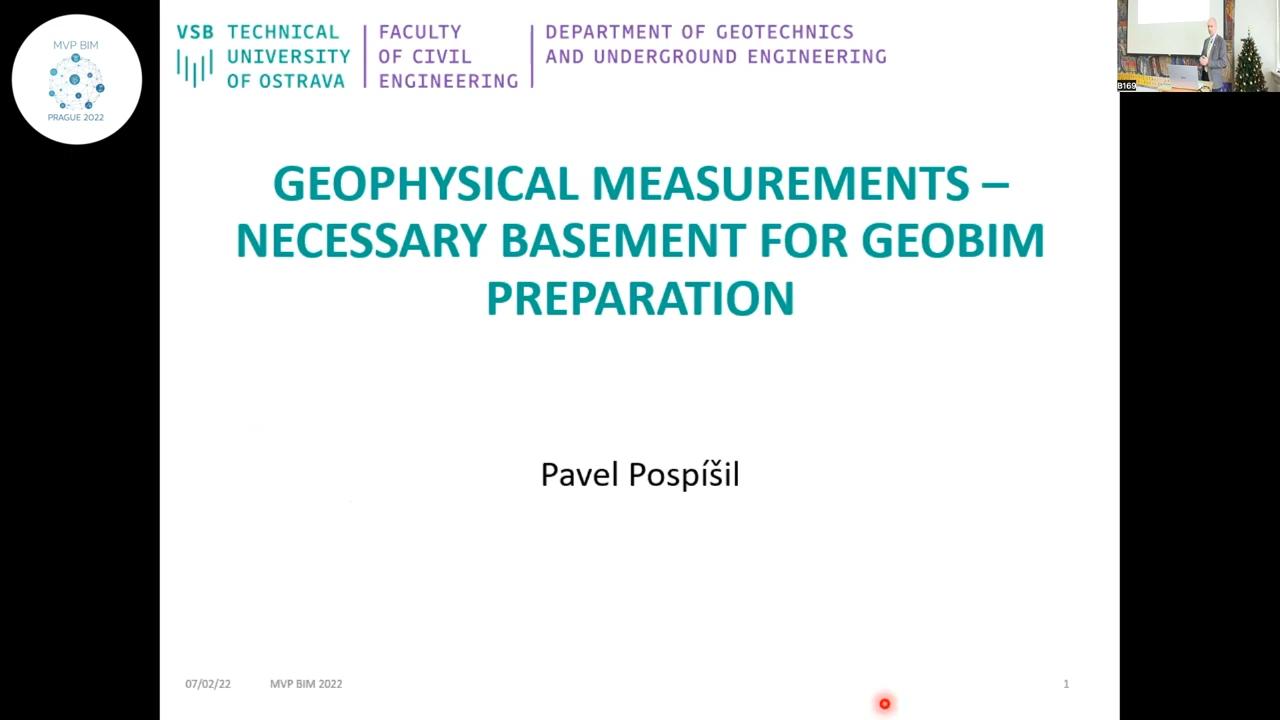 MVP BIM
PRAGUE 2022
VSB TECHNICAL
UNIVERSITY
OF OSTRAVA
FACULTY
OF CIVIL
ENGINEERING
DEPARTMENT OF GEOTECHNICS
AND UNDERGROUND ENGINEERING
B169
GEOPHYSICAL MEASUREMENTS –
NECESSARY BASEMENT FOR GEOBIM
PREPARATION
Pavel Pospíšil
07/02/22 MVP BIM 2022 1